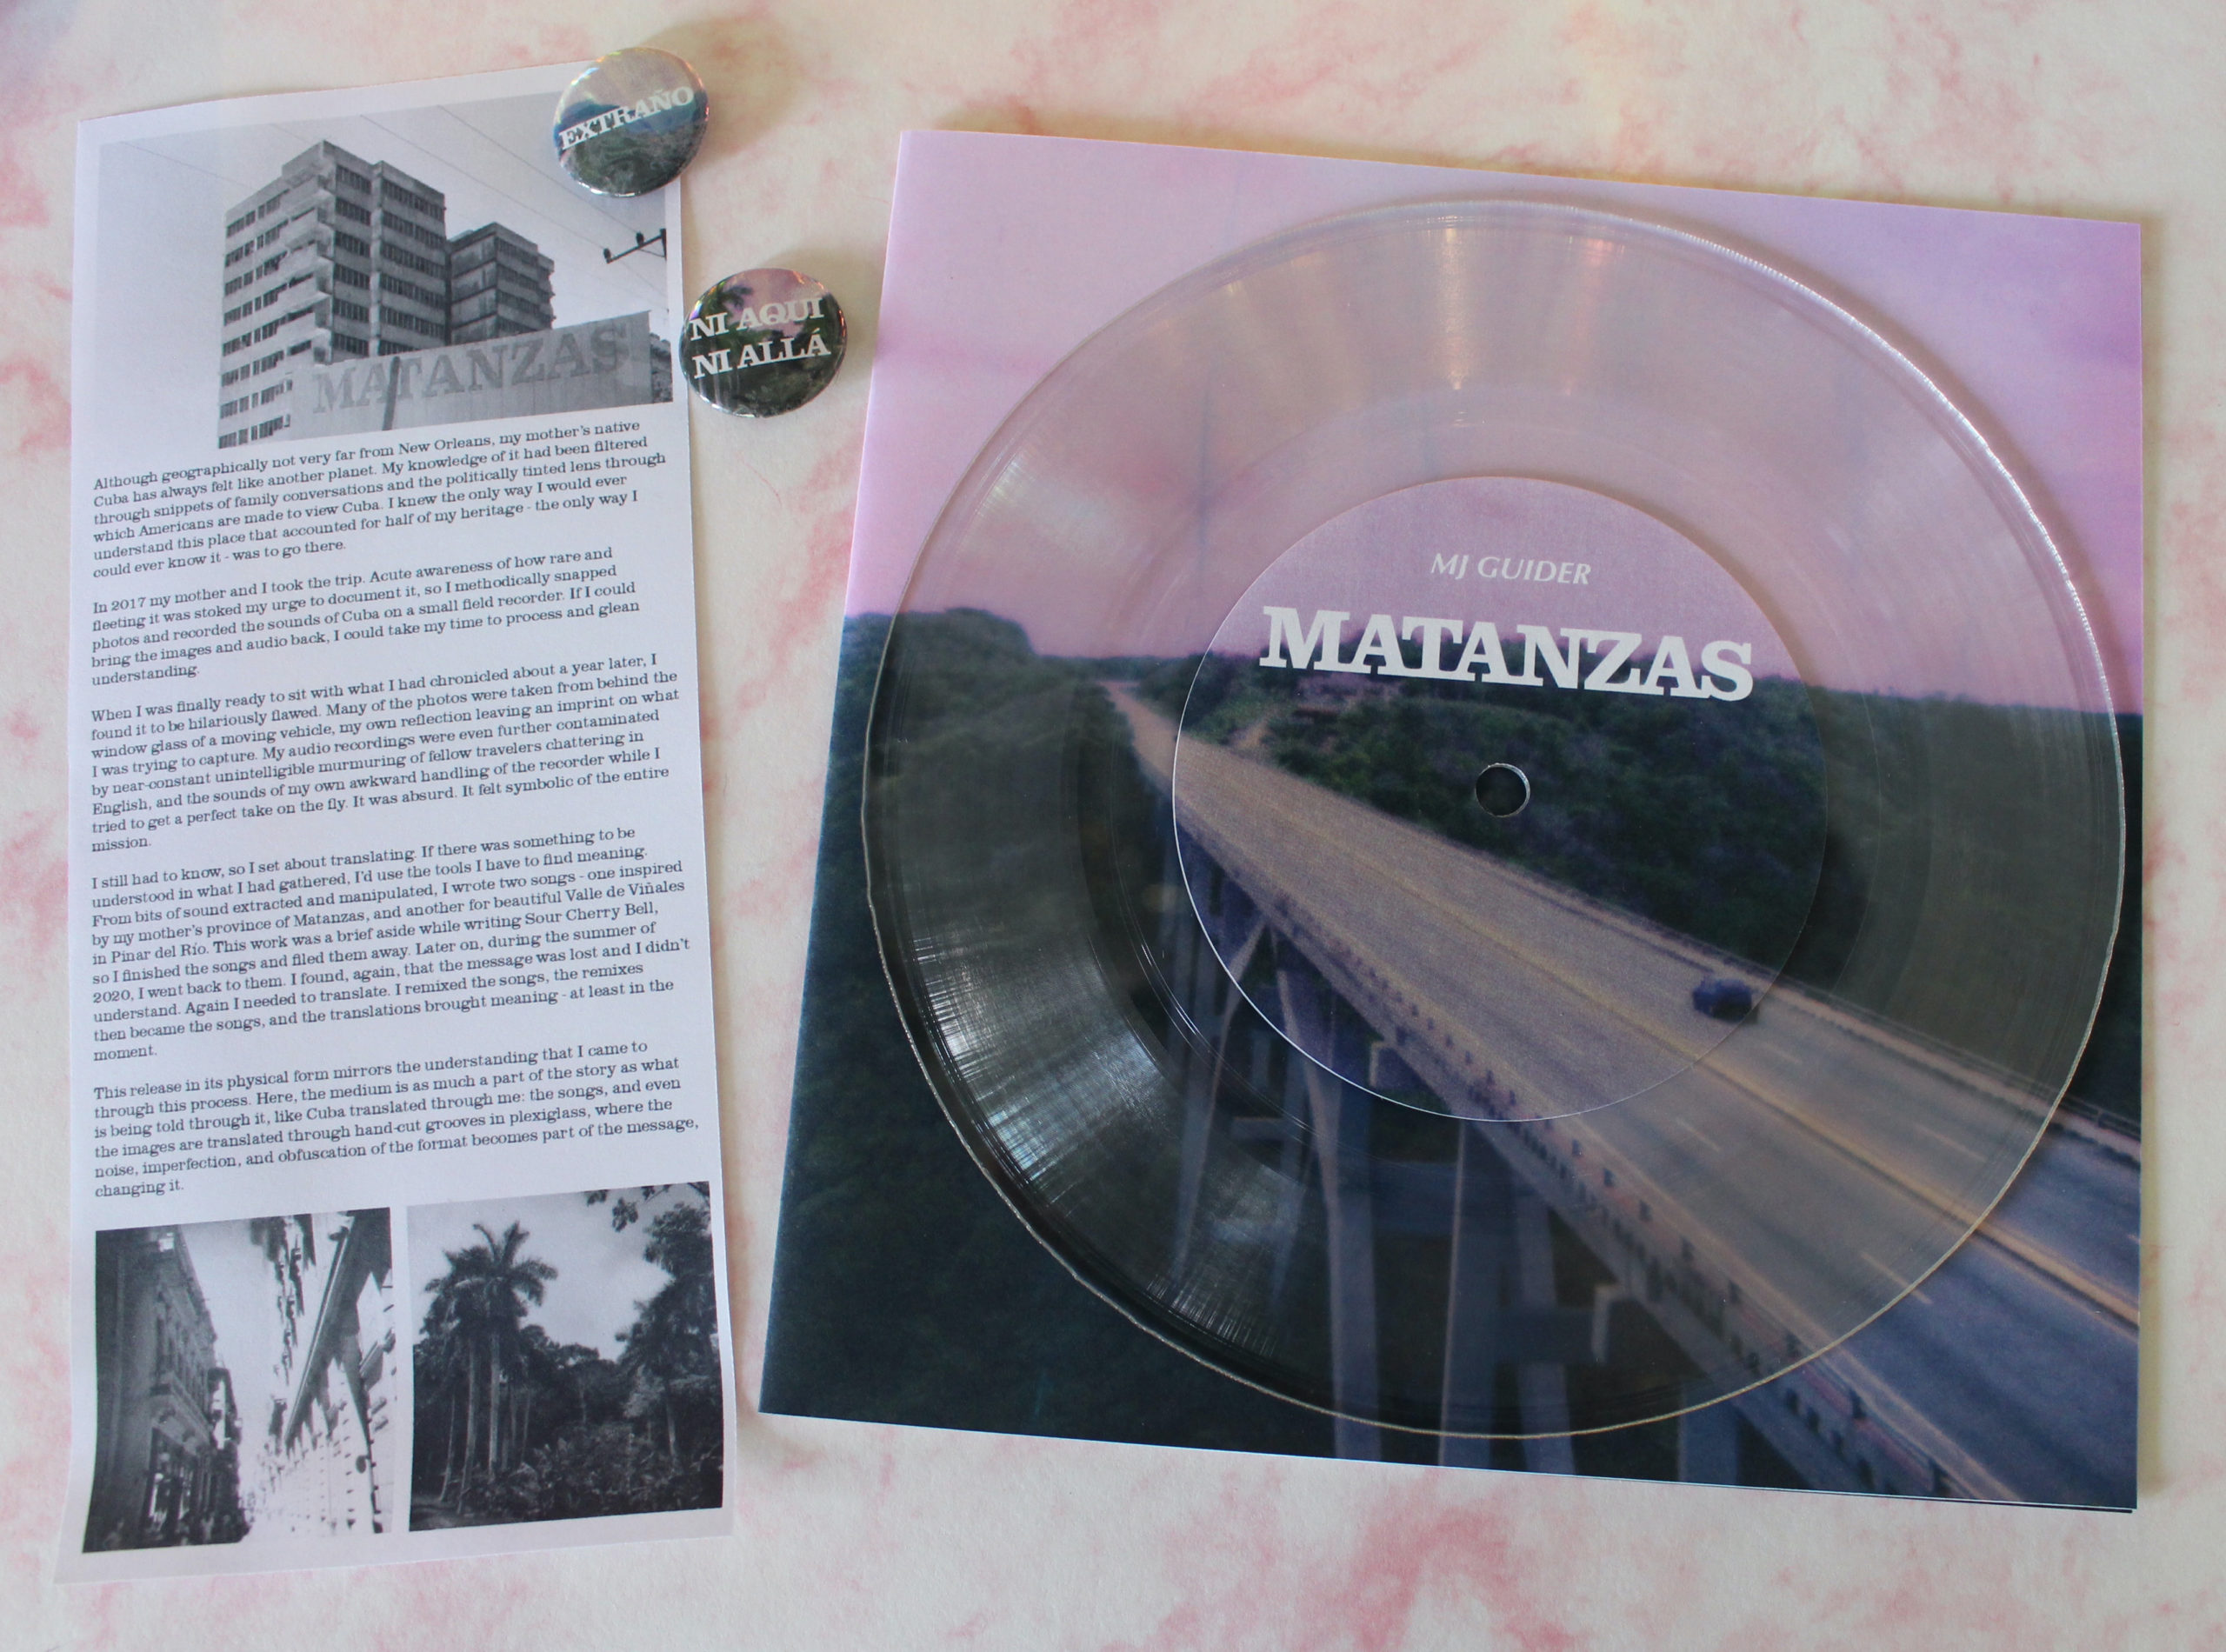 EXTRAÑO
NI AQUÍ
NI ALLÁ
MATANZAS
Although geographically not very far from New Orleans, my mother's native
Cuba has always felt like another planet. My knowledge of it had been filtered
through snippets of family conversations and the politically tinted lens through
which Americans are made to view Cuba. I knew the only way I would ever
understand this place that accounted for half of my heritage - the only way I
could ever know it - was to go there.
In 2017 my mother and I took the trip. Acute awareness of how rare and
fleeting it was stoked my urge to document it, so I methodically snapped
photos and recorded the sounds of Cuba on a small field recorder. If I could
bring the images and audio back, I could take my time to process and glean
understanding.
When I was finally ready to sit with what I had chronicled about a year later, I
found it to be hilariously flawed. Many of the photos were taken from behind the
window glass of a moving vehicle, my own reflection leaving an imprint on what
I was trying to capture. My audio recordings were even further contaminated
by near-constant unintelligible murmuring of fellow travelers chattering in
English, and the sounds of my own awkward handling of the recorder while I
tried to get a perfect take on the fly. It was absurd. It felt symbolic of the entire
mission.
I still had to know, so I set about translating. If there was something to be
understood in what I had gathered, I'd use the tools I have to find meaning.
From bits of sound extracted and manipulated, I wrote two songs - one inspired
by my mother's province of Matanzas, and another for beautiful Valle de Viñales
in Pinar del Río. This work was a brief aside while writing Sour Cherry Bell,
so I finished the songs and filed them away. Later on, during the summer of
2020, I went back to them. I found, again, that the message was lost and I didn't
understand. Again I needed to translate. I remixed the songs, the remixes
then became the songs, and the translations brought meaning - at least in the
moment.
This release in its physical form mirrors the understanding that I came to
through this process. Here, the medium is as much a part of the story as what
is being told through it, like Cuba translated through me: the songs, and even
the images are translated through hand-cut grooves in plexiglass, where the
noise, imperfection, and obfuscation of the format becomes part of the message,
changing it.
MJ GUIDER
MATANZAS